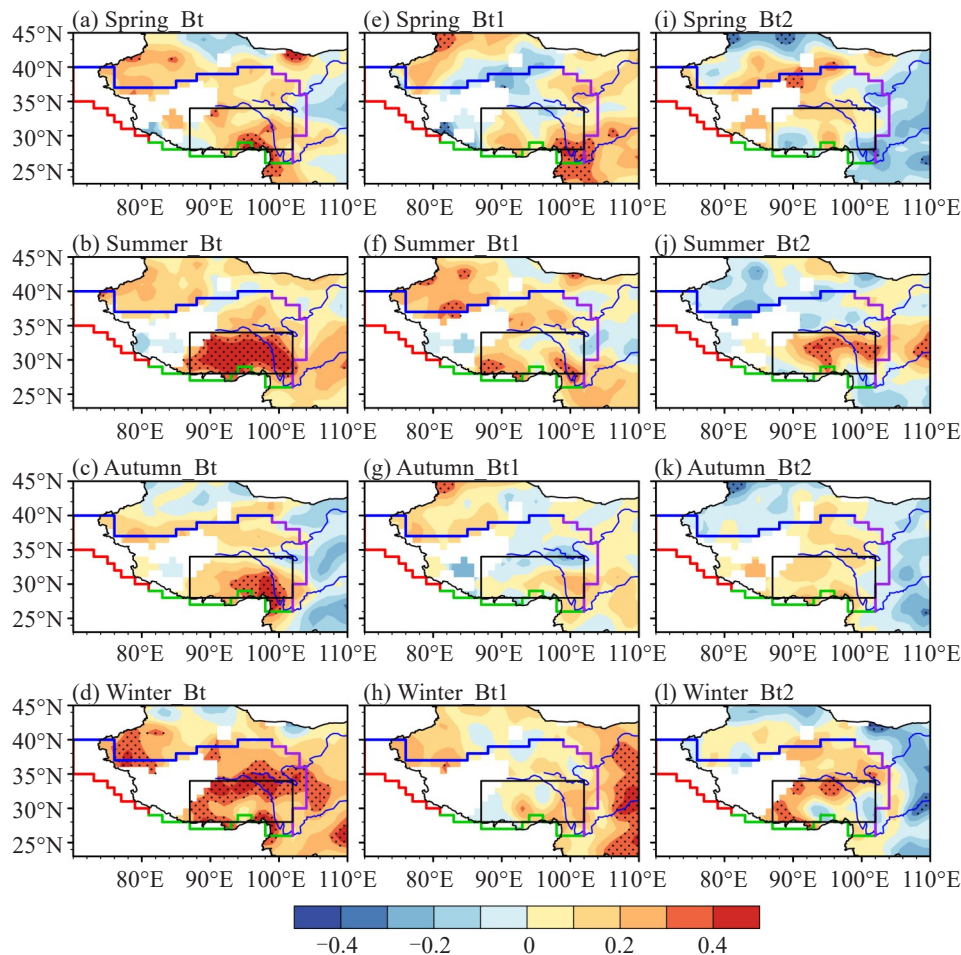 (a) Spring_Bt (e) Spring_Bt1 (i) Spring_Bt2
45°N
40°N
35°N
30°N
25°N
80°E 90°E 100°E 110°E 80°E 90°E 100°E 110°E 80°E 90°E 100°E 110°E
(b) Summer_Bt (f) Summer_Bt1 (j) Summer_Bt2
45°N
40°N
35°N
30°N
25°N
80°E 90°E 100°E 110°E 80°E 90°E 100°E 110°E 80°E 90°E 100°E 110°E
(c) Autumn_Bt (g) Autumn_Bt1 (k) Autumn_Bt2
45°N
40°N
35°N
30°N
25°N
80°E 90°E 100°E 110°E 80°E 90°E 100°E 110°E 80°E 90°E 100°E 110°E
(d) Winter_Bt (h) Winter_Bt1 (l) Winter_Bt2
45°N
40°N
35°N
30°N
25°N
80°E 90°E 100°E 110°E 80°E 90°E 100°E 110°E 80°E 90°E 100°E 110°E
−0.4 −0.2 0 0.2 0.4